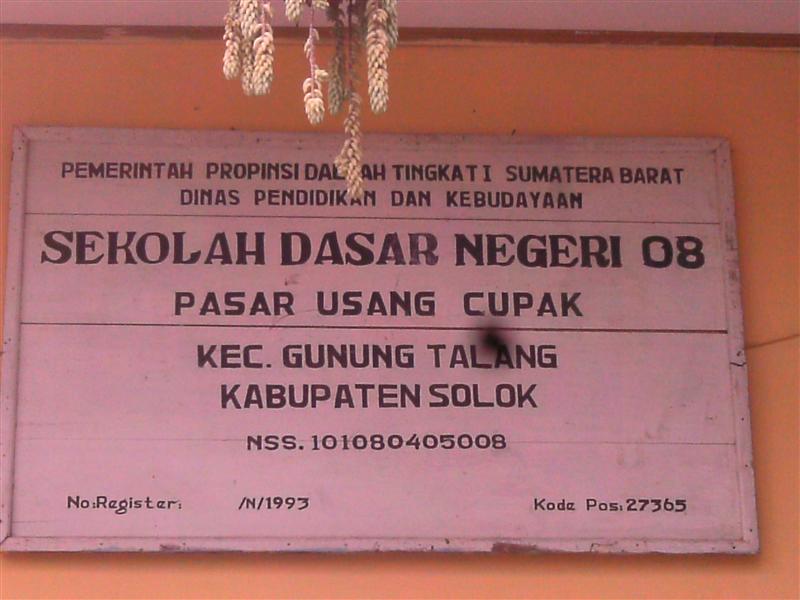 PEMERINTAH PROPINSI DAERAH TINGKAT I SUMATERA BARAT
DINAS PENDIDIKAN DAN KEBUDAYAAN
SEKOLAH DASAR NEGERI 08
PASAR USANG CUPAK
KEC. GUNUNG TALANG
KABUPATEN SOLOK
NSS. 101080405008
No:Register: /N/1993 Kode Pos: 27365